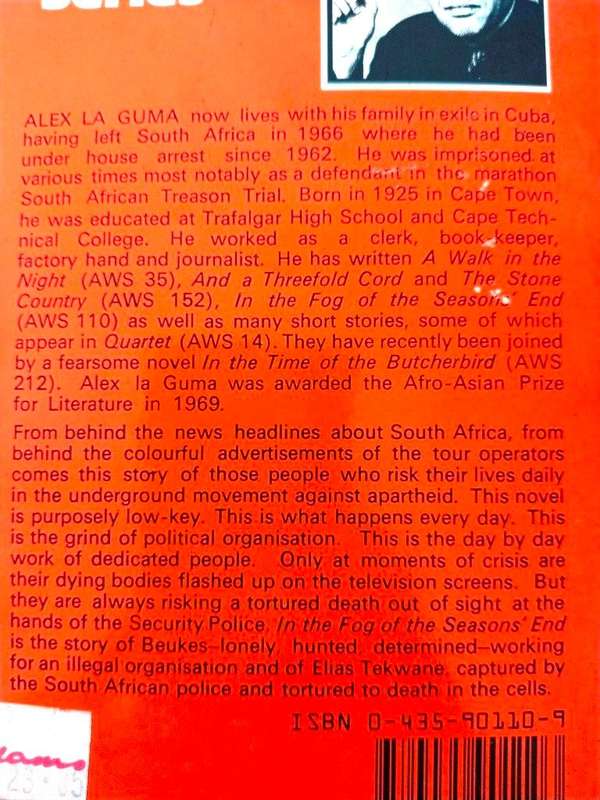 series
ALEX LA GUMA now lives with his family in exile in Cuba,
having left South Africa in 1966 where he had been
under house arrest since 1962. He was imprisoned at
various times most notably as a defendant in the marathon
South African Treason Trial. Born in 1925 in Cape Town,
he was educated at Trafalgar High School and Cape Tech-
nical College. He worked as a clerk, book-keeper,
factory hand and journalist. He has written A Walk in the
Night (AWS 35), And a Threefold Cord and The Stone
Country (AWS 152), In the Fog of the Seasons' End
(AWS 110) as well as many short stories, some of which
appear in Quartet (AWS 14). They have recently been joined
by a fearsome novel In the Time of the Butcherbird (AWS
212). Alex la Guma was awarded the Afro-Asian Prize
for Literature in 1969.
From behind the news headlines about South Africa, from
behind the colourful advertisements of the tour operators
comes this story of those people who risk their lives daily
in the underground movement against apartheid. This novel
is purposely low-key. This is what happens every day. This
is the grind of political organisation. This is the day by day
work of dedicated people. Only at moments of crisis are
their dying bodies flashed up on the television screens. But
they are always risking a tortured death out of sight at the
hands of the Security Police. In the Fog of the Seasons' End
is the story of Beukes—lonely, hunted, determined—working
for an illegal organisation and of Elias Tekwane, captured by
the South African police and tortured to death in the cells.
ISBN 0-435-90110-9